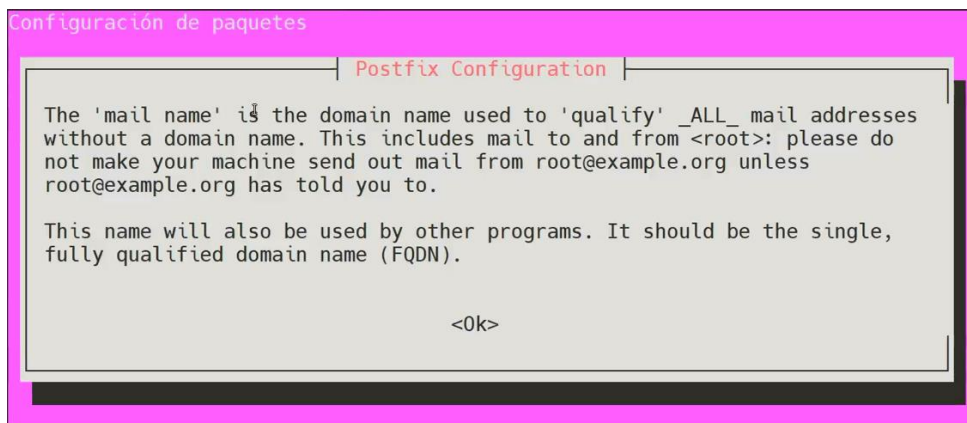 Configuración de paquetes
Postfix Configuration
The 'mail name' is the domain name used to 'qualify' _ALL_ mail addresses
without a domain name. This includes mail to and from <root>: please do
not make your machine send out mail from root@example.org unless
root@example.org has told you to.
This name will also be used by other programs. It should be the single,
fully qualified domain name (FQDN).
<Ok>